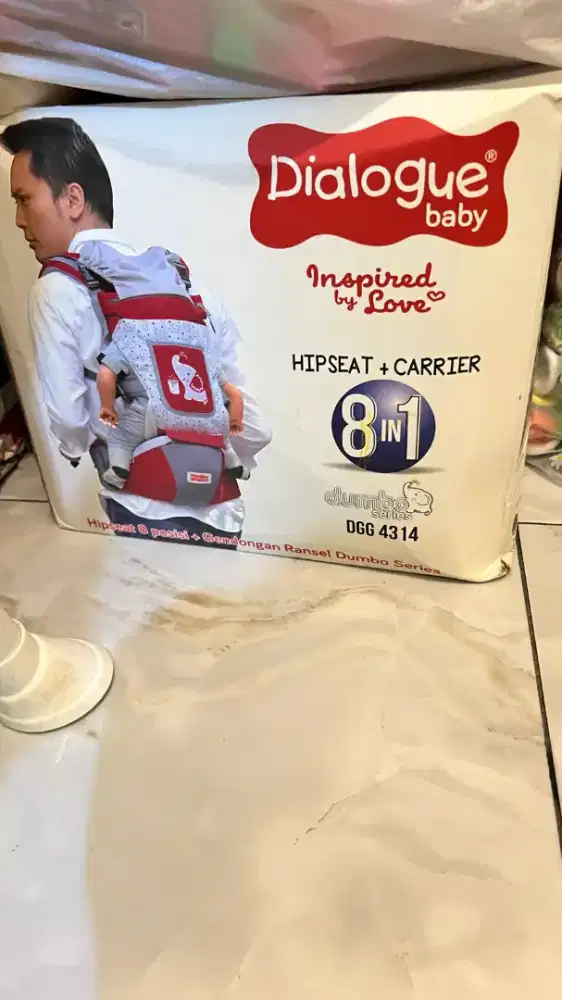 Dialogue®
baby
Inspired
by Love
HIPSEAT + CARRIER
8 IN 1
dumbo
series
DGG 4314
Hipseat 8 posisi + Gendongan Ransel Dumbo Series